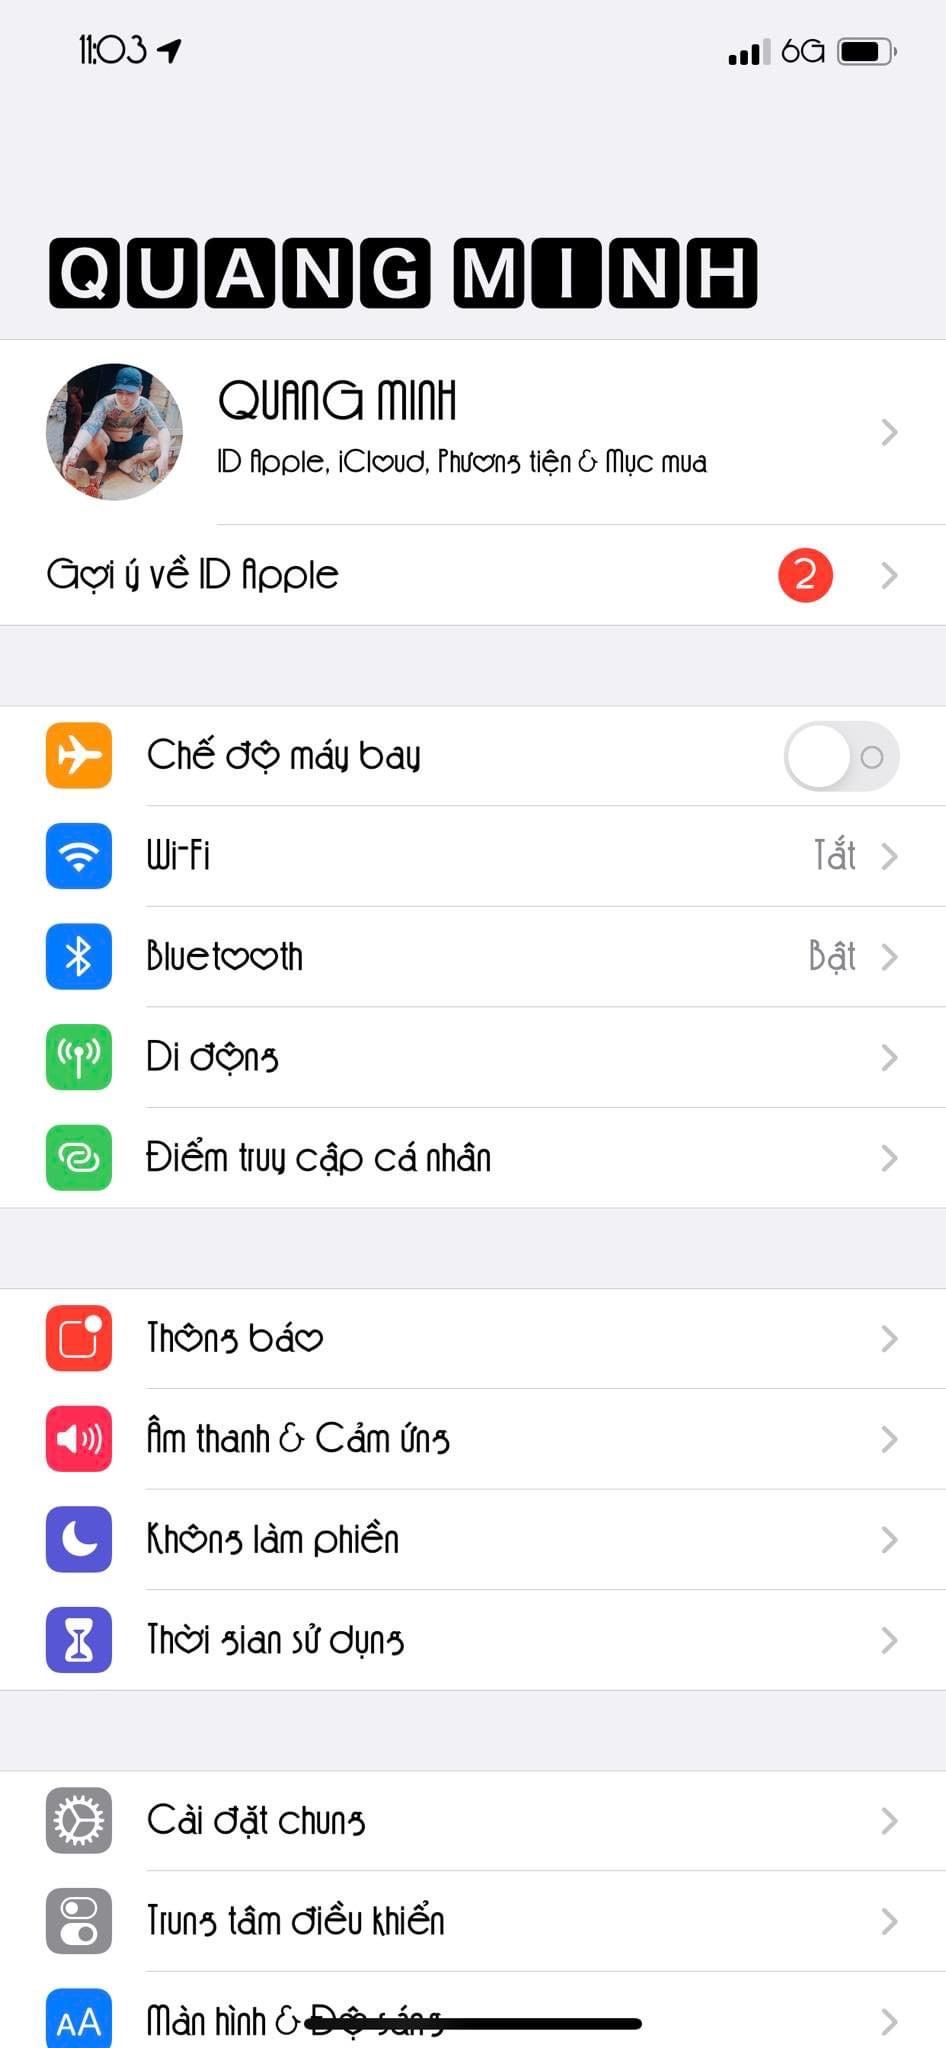 11:03 6G
QUANG MINH
QUANG MINH
ID Apple, iCloud, Phương tiện & Mục mua
Gợi ý về ID Apple 2
Chế độ máy bay
Wi-Fi Tắt
Bluetooth Bật
Di động
Điểm truy cập cá nhân
Thông báo
Âm thanh & Cảm ứng
Không làm phiền
Thời gian sử dụng
Cài đặt chung
Trung tâm điều khiển
AA Màn hình & Độ sáng